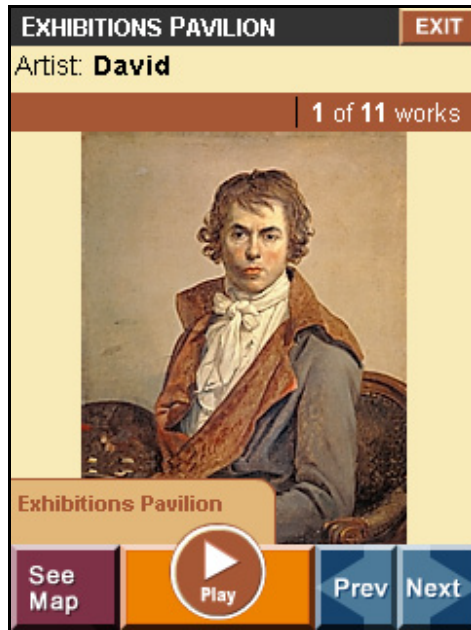 EXHIBITIONS PAVILION EXIT
Artist: David
1 of 11 works
Exhibitions Pavilion
See
Map
Play
Prev Next